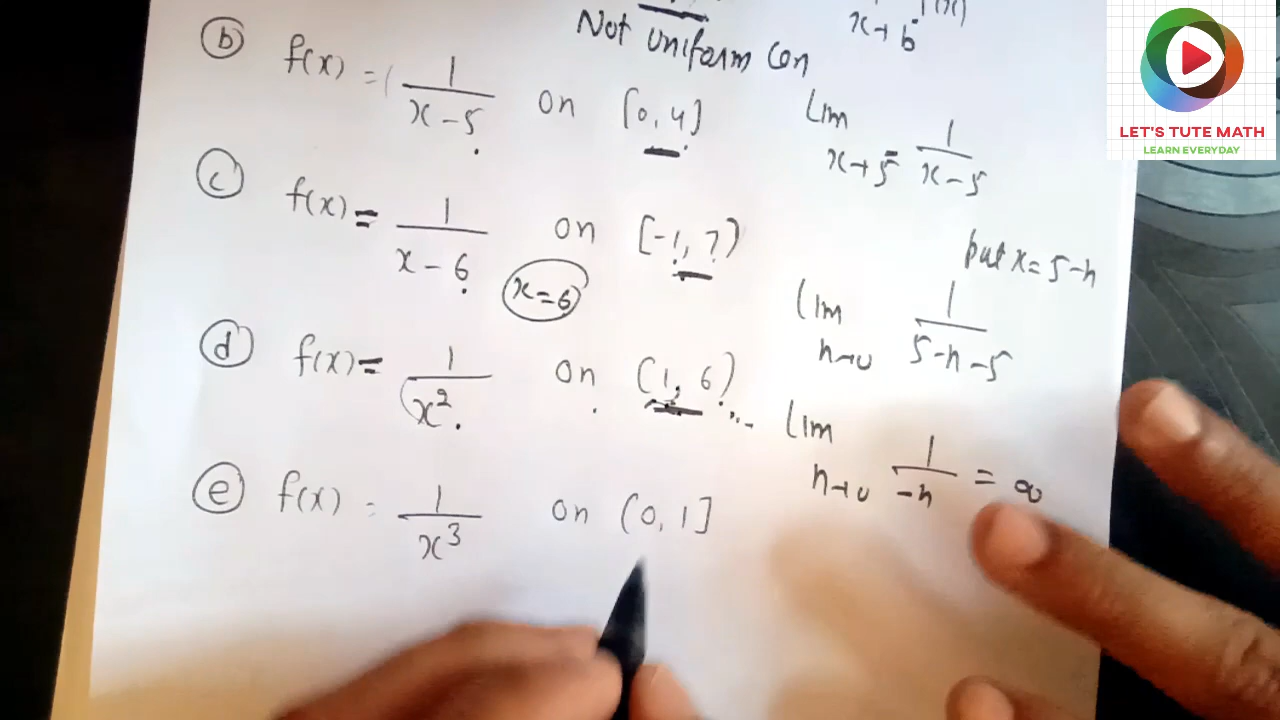 Not uniform con
x→6⁻
ⓑ f(x) = 1/(x-5) on [0,4]
Lim x→5⁻ 1/(x-5)
LET'S TUTE MATH
LEARN EVERYDAY
ⓒ f(x) = 1/(x-6) on [-1,7)
x=6
put x=5-h
Lim h→0 1/(5-h-5)
ⓓ f(x) = 1/x² on (1,6)
Lim h→0 1/-h = ∞
ⓔ f(x) = 1/x³ on (0,1]